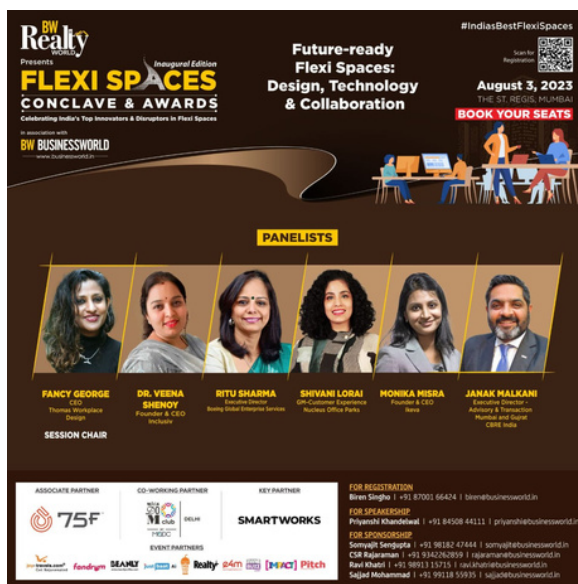 BW
Realty
WORLD
Presents
Inaugural Edition
FLEXI SPACES
CONCLAVE & AWARDS
Celebrating India's Top Innovators & Disruptors in Flexi Spaces
In association with
BW BUSINESSWORLD
www.businessworld.in
Future-ready
Flexi Spaces:
Design, Technology
& Collaboration
#IndiasBestFlexiSpaces
Scan for
Registration
August 3, 2023
THE ST. REGIS, MUMBAI
BOOK YOUR SEATS
PANELISTS
FANCY GEORGE
CEO
Thomas Workplace
Design
SESSION CHAIR
DR. VEENA
SHENOY
Founder & CEO
Inclusiv
RITU SHARMA
Executive Director
Boxing Global Enterprise Services
SHIVANI LORAI
GM-Customer Experience
Nucleus Office Parks
MONIKA MISRA
Founder & CEO
Ikeva
JANAK MALKANI
Executive Director -
Advisory & Transaction
Mumbai and Gujrat
CBRE India
ASSOCIATE PARTNER
75F
CO-WORKING PARTNER
club
DELHI
KEY PARTNER
SMARTWORKS
EVENT PARTNERS
fondrym
BEANLY
Realty+
e4m
IMPACT
Pitch
FOR REGISTRATION
Biren Singho | +91 87001 66424 | biren@businessworld.in
FOR SPEAKERSHIP
Priyanshi Khandelwal | +91 84508 44111 | priyanshi@businessworld.in
FOR SPONSORSHIP
Somyajit Sengupta | +91 98182 47444 | somyajit@businessworld.in
CSR Rajaraman | +91 9342262859 | rajaraman@businessworld.in
Ravi Khatri | +91 98913 15715 | ravi.khatri@businessworld.in
Sajjad Mohammad | +91 99118 55935 | sajjad@businessworld.in